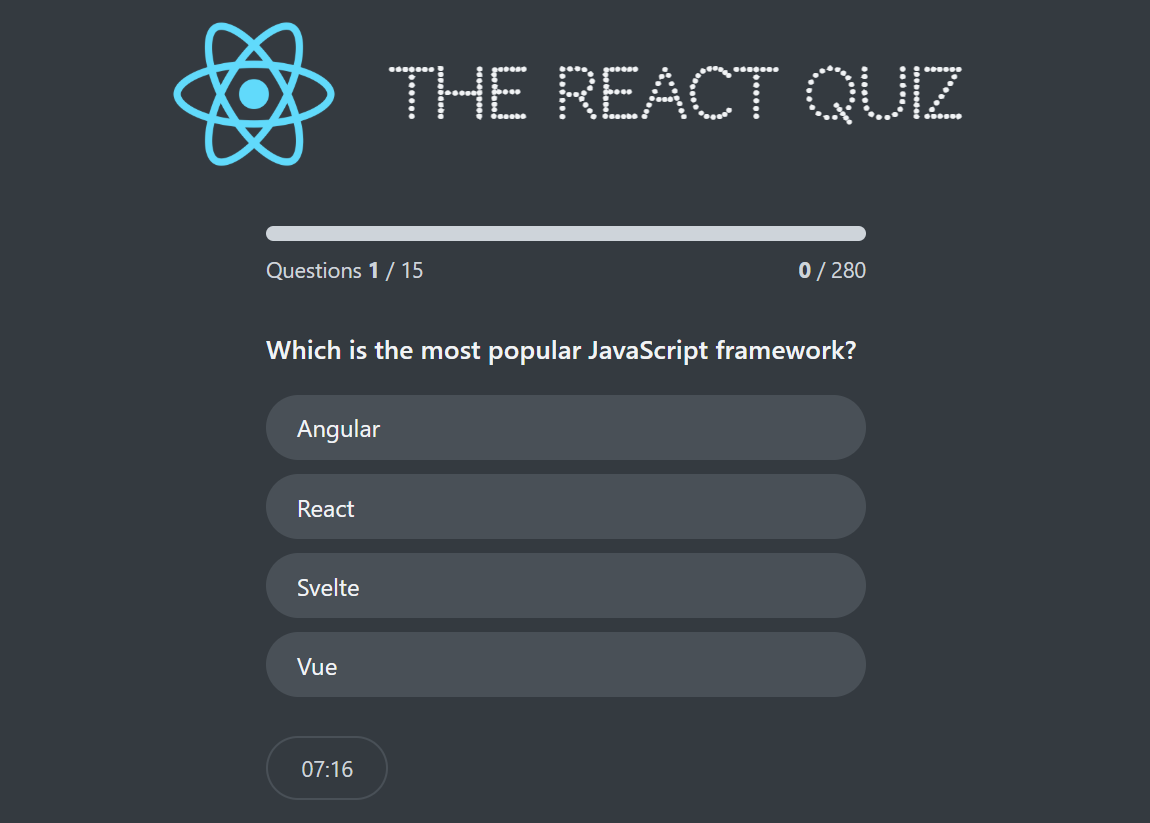 THE REACT QUIZ
Questions 1 / 15
0 / 280
Which is the most popular JavaScript framework?
Angular
React
Svelte
Vue
07:16